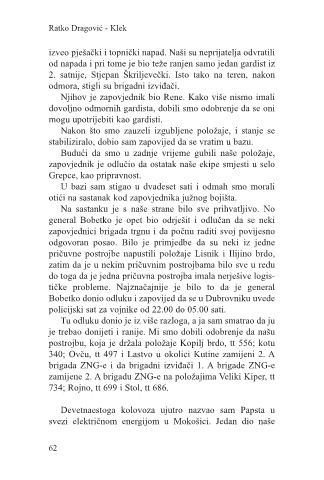 Ratko Dragović - Klek
izveo pješački i topnički napad. Naši su neprijatelja odvratili
od napada i pri tome je bio teže ranjen samo jedan gardist iz
2. satnije, Stjepan Škriljevečki. Isto tako na teren, nakon
odmora, stigli su brigadni izviđači.
Njihov je zapovjednik bio Rene. Kako više nismo imali
dovoljno odmornih gardista, dobili smo odobrenje da se oni
mogu upotrijebiti kao gardisti.
Nakon što smo zauzeli izgubljene položaje, i stanje se
stabiliziralo, dobio sam zapovijed da se vratim u bazu.
Budući da smo u zadnje vrijeme gubili naše položaje,
zapovjednik je odlučio da ostatak naše ekipe smjesti u selo
Grepce, kao pripravnost.
U bazi sam stigao u dvadeset sati i odmah smo morali
otići na sastanak kod zapovjednika južnog bojišta.
Na sastanku je s naše strane bilo sve prihvatljivo. No
general Bobetko je opet bio odrješit i odlučan da se neki
zapovjednici brigada trgnu i da počnu raditi svoj povijesno
odgovoran posao. Bilo je primjedbe da su neki iz jedne
pričuvne postrojbe napustili položaje Lisnik i Ilijino brdo,
zatim da je u nekim pričuvnim postrojbama bilo sve u redu
do toga da je jedna pričuvna postrojba imala nerješive logis-
tičke probleme. Najznačajnije je bilo to da je general
Bobetko donio odluku i zapovijed da se u Dubrovniku uvede
policijski sat za vojnike od 22.00 do 05.00 sati.
Tu odluku donio je iz više razloga, a ja sam smatrao da ju
je trebao donijeti i ranije. Mi smo dobili odobrenje da našu
postrojbu, koja je držala položaje Kopilj brdo, tt 556; kotu
340; Ovču, tt 497 i Lastvo u okolici Kutine zamijeni 2. A
brigada ZNG-e i da brigadni izviđači 1. A brigade ZNG-e
zamijene 2. A brigadu ZNG-e na položajima Veliki Kiper, tt
734; Rojno, tt 699 i Stol, tt 686.
Devetnaestoga kolovoza ujutro nazvao sam Papsta u
svezi električnom energijom u Mokošici. Jedan dio naše
62